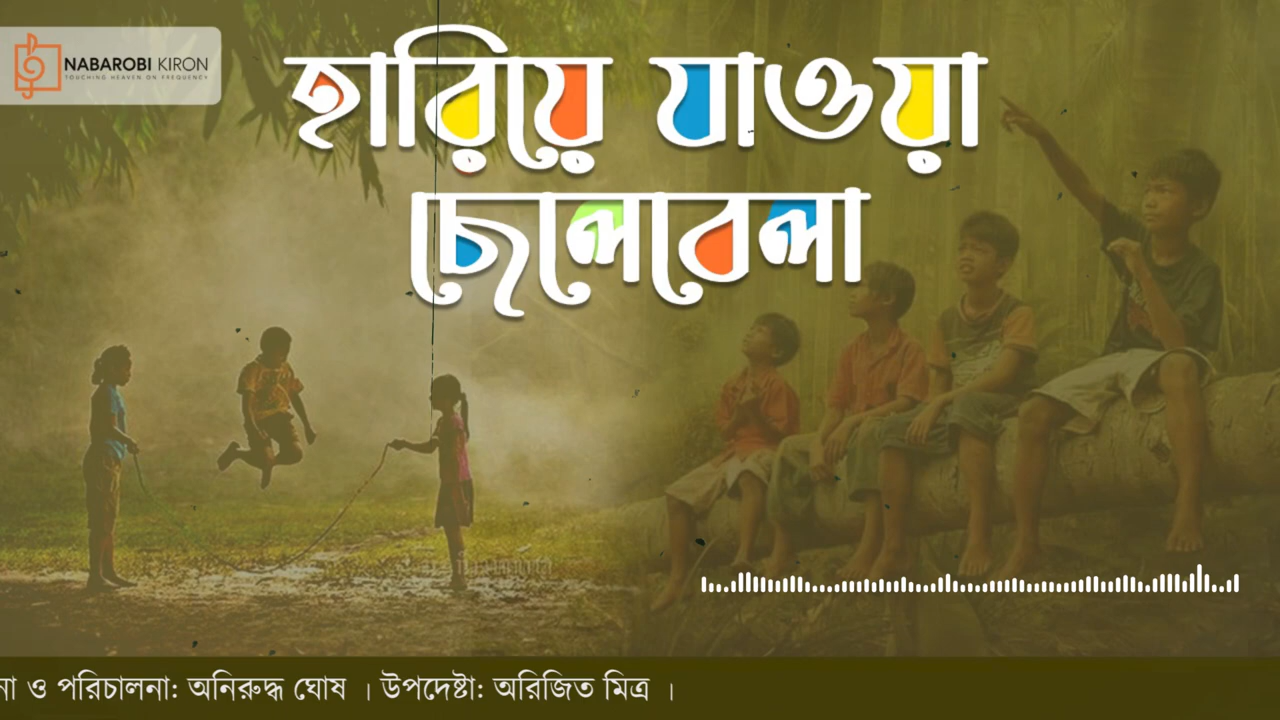 NABAROBI KIRON
TOUCHING HEAVEN ON FREQUENCY
হারিয়ে যাওয়া
ছেলেবেলা
ও পরিচালনা: অনিরুদ্ধ ঘোষ । উপদেষ্টা: অরিজিত মিত্র ।